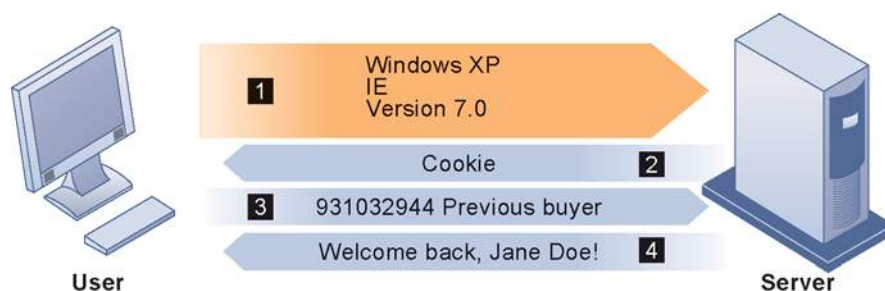 1
Windows XP
IE
Version 7.0
Cookie 2
3 931032944 Previous buyer
Welcome back, Jane Doe! 4
User
Server